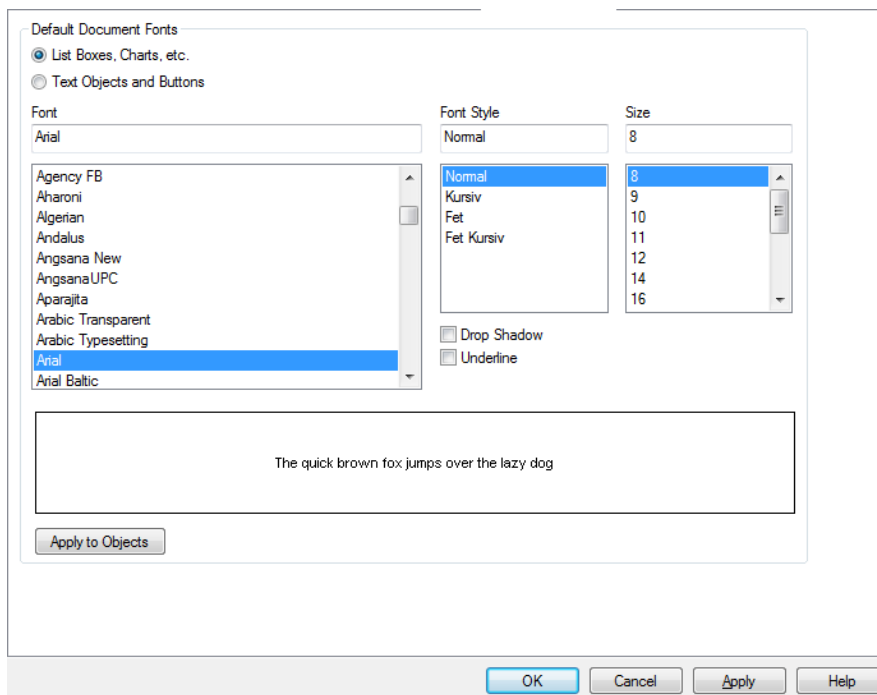 Default Document Fonts
List Boxes, Charts, etc.
Text Objects and Buttons
Font
Arial
Agency FB
Aharoni
Algerian
Andalus
Angsana New
AngsanaUPC
Aparajita
Arabic Transparent
Arabic Typesetting
Arial
Arial Baltic
Font Style
Normal
Normal
Kursiv
Fet
Fet Kursiv
Size
8
8
9
10
11
12
14
16
Drop Shadow
Underline
The quick brown fox jumps over the lazy dog
Apply to Objects
OK
Cancel
Apply
Help